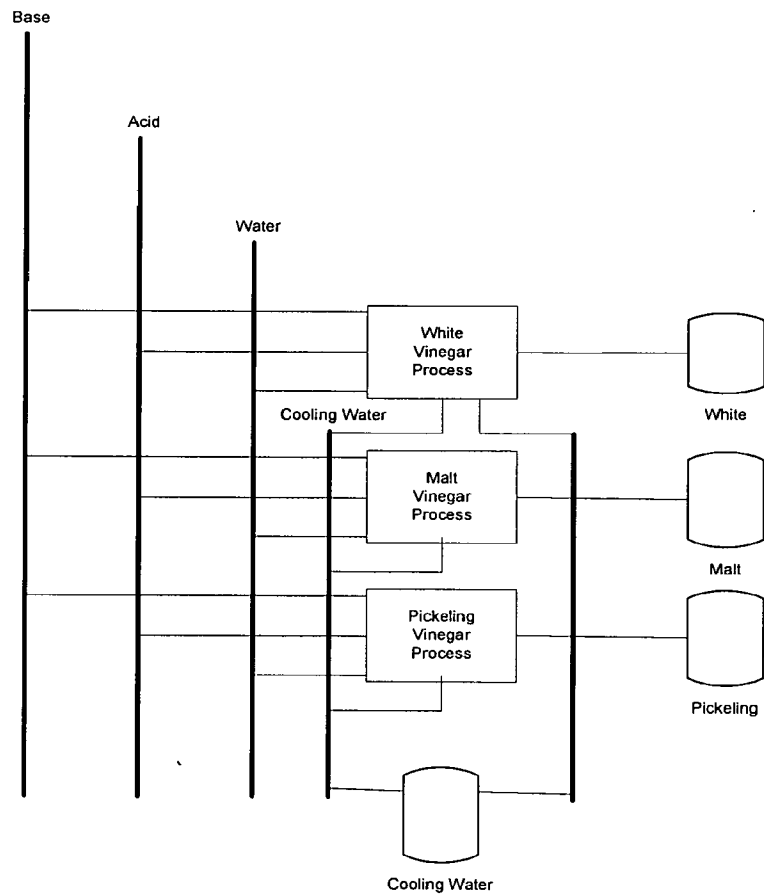 Base
Acid
Water
White
Vinegar
Process
White
Cooling Water
Malt
Vinegar
Process
Malt
Pickeling
Vinegar
Process
Pickeling
Cooling Water